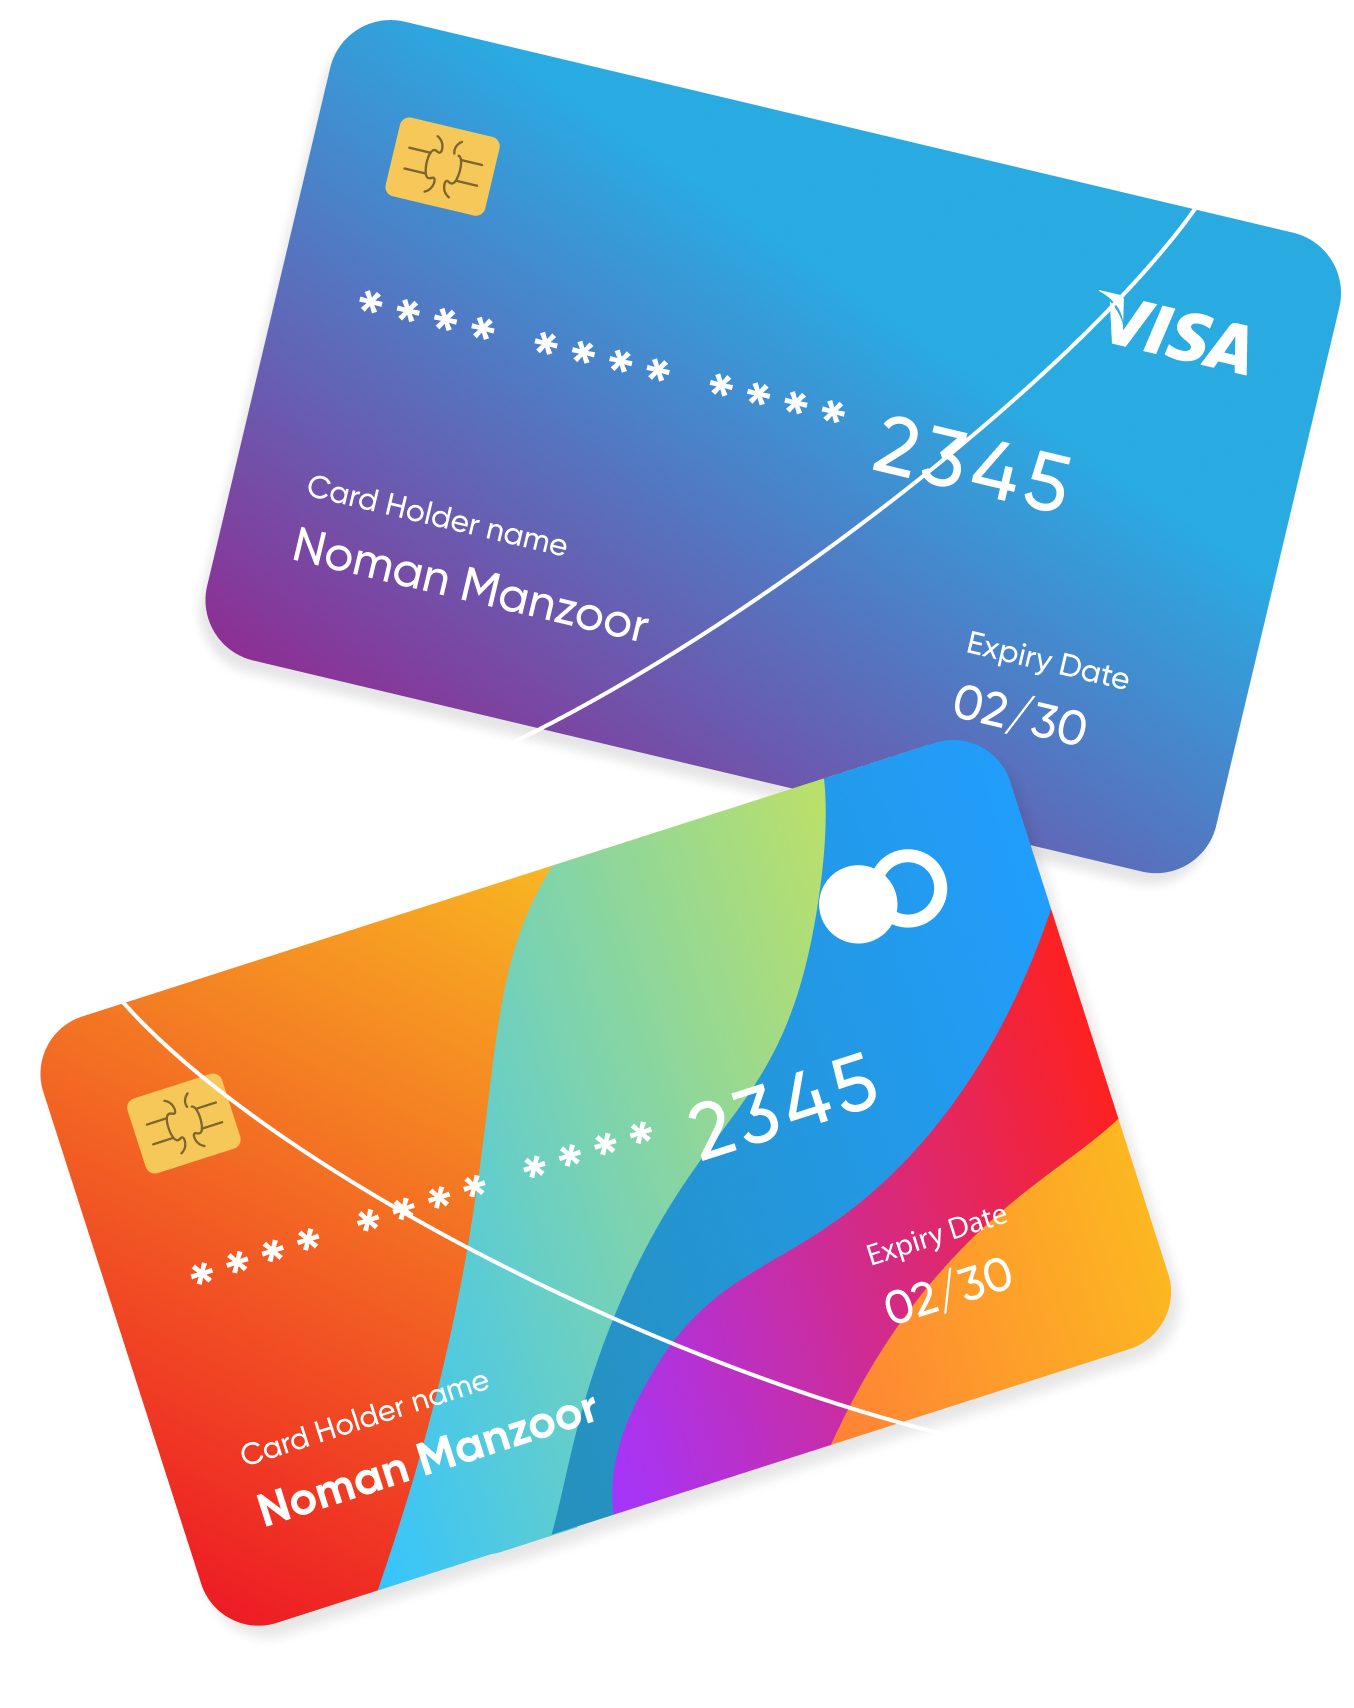 VISA
**** **** **** 2345
Card Holder name
Noman Manzoor
Expiry Date
02/30
**** **** **** 2345
Expiry Date
02/30
Card Holder name
Noman Manzoor